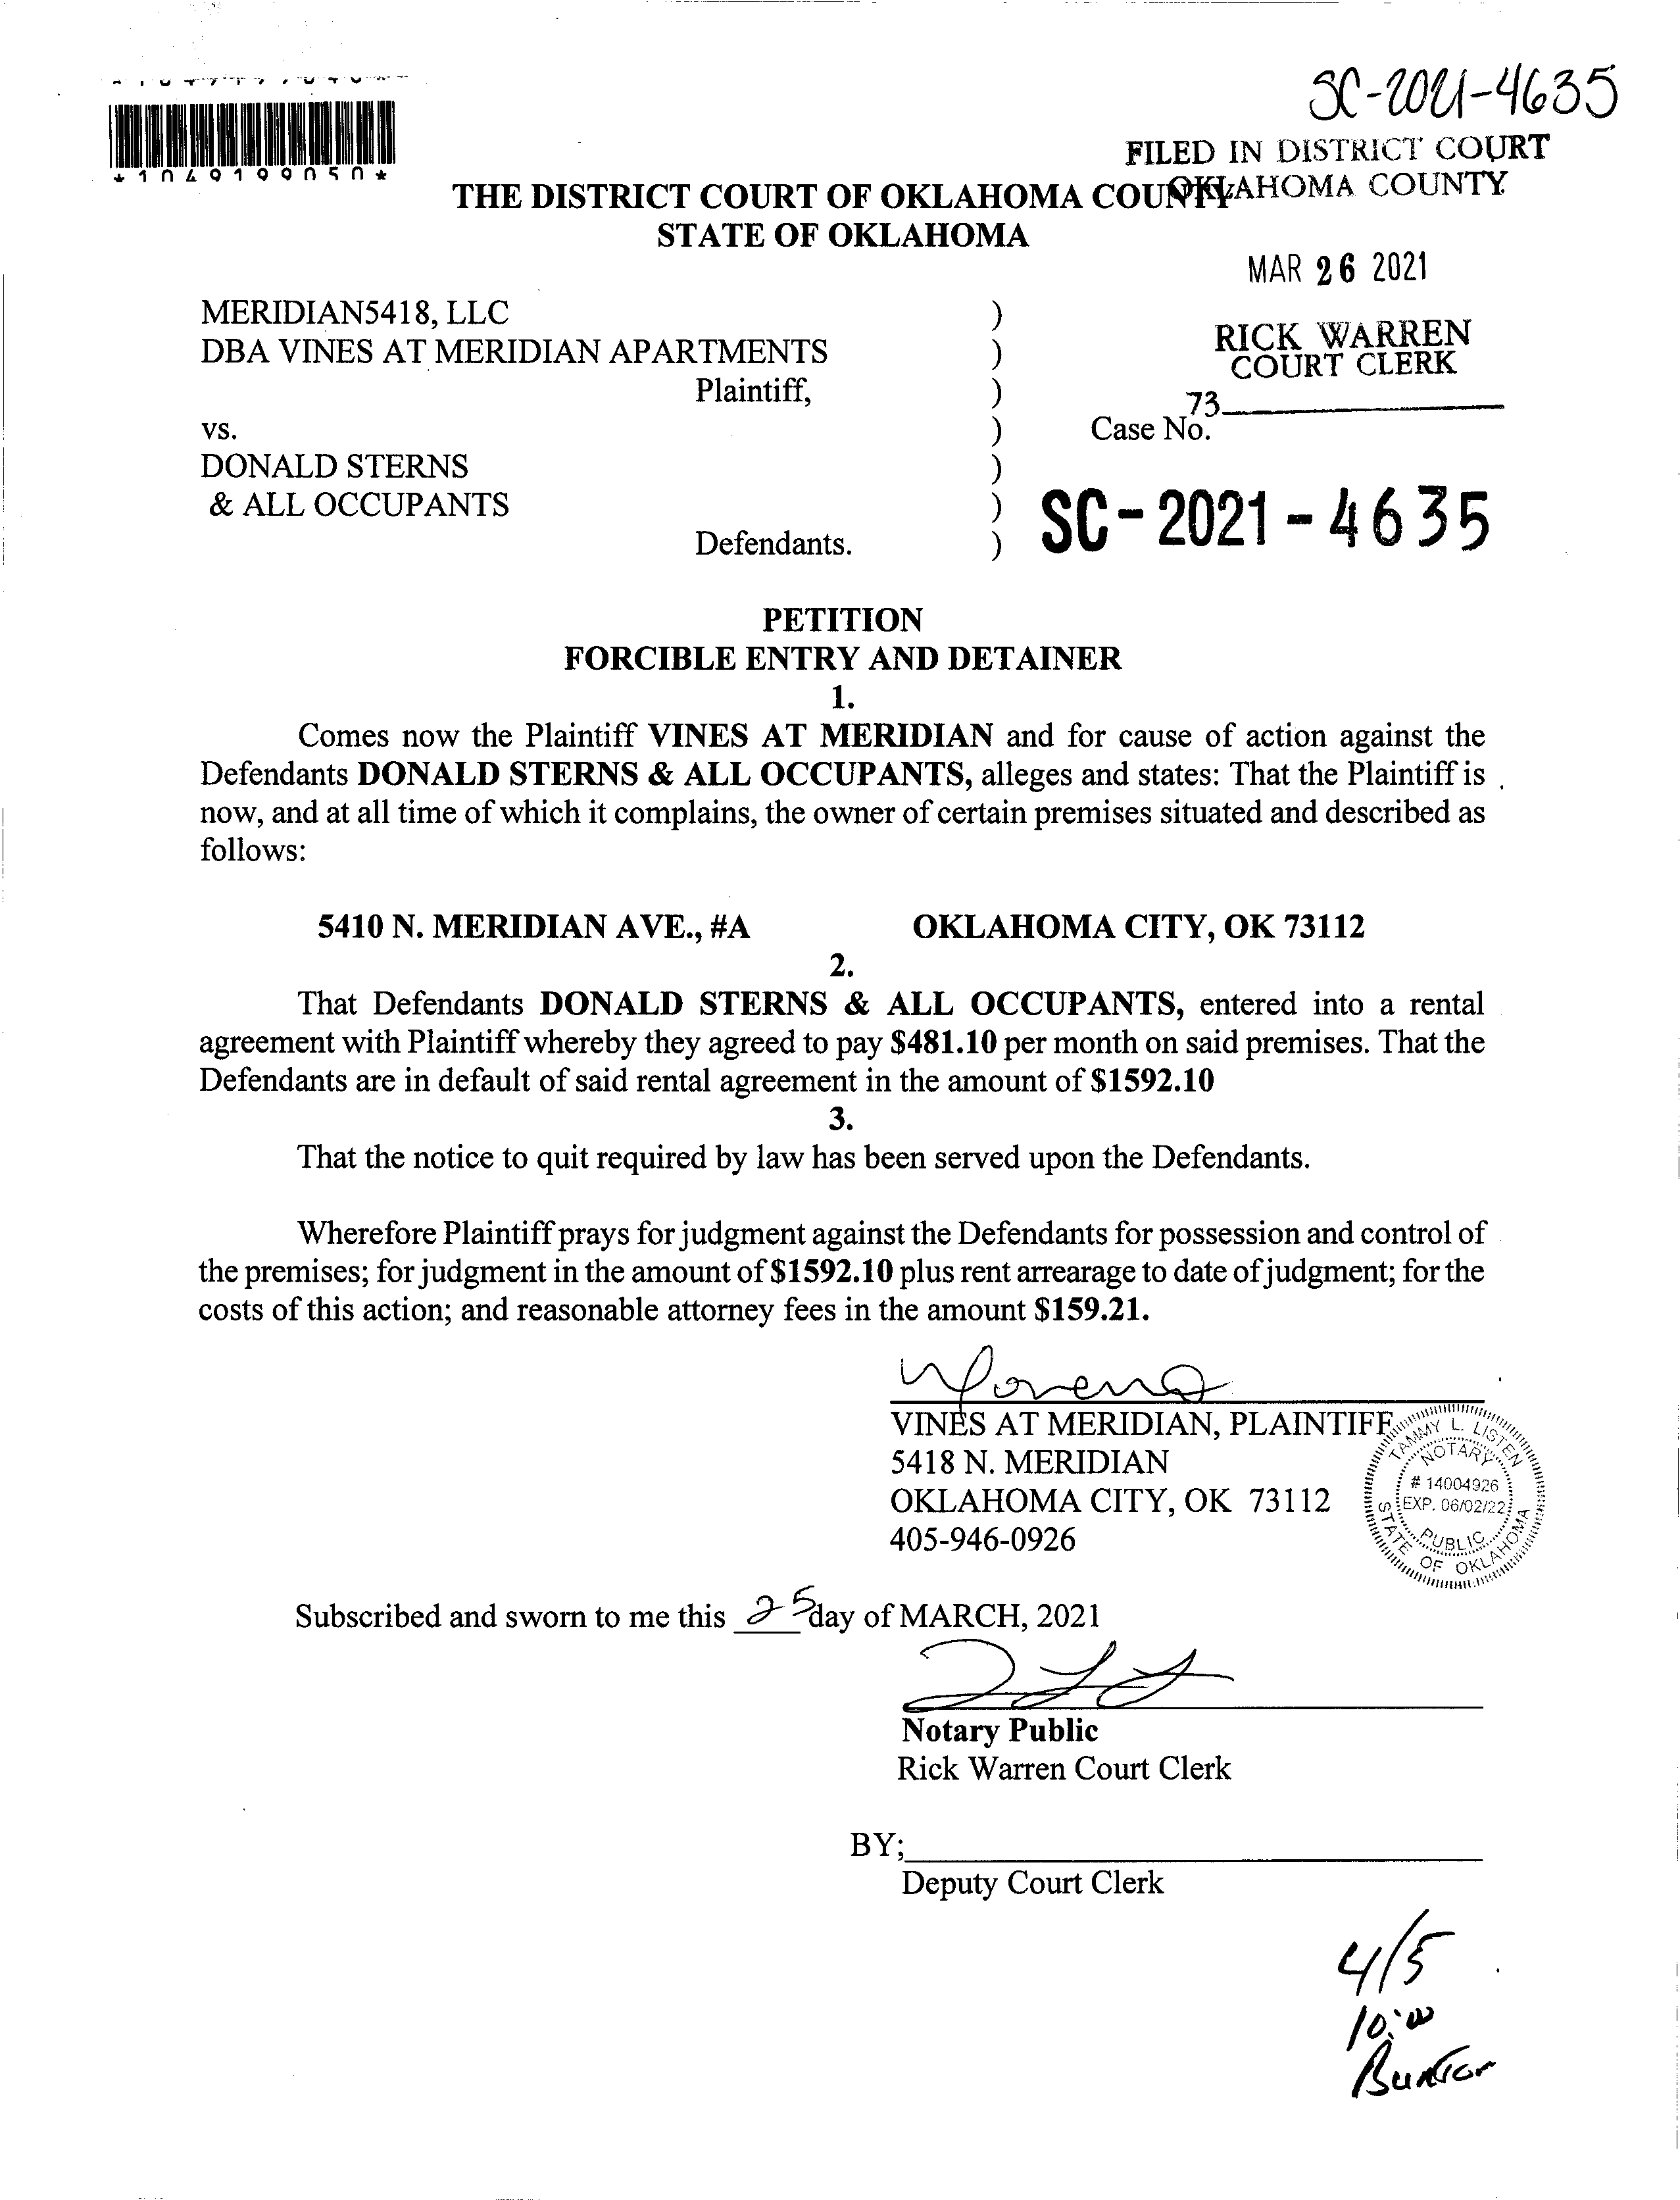 SC-2021-4635
FILED IN DISTRICT COURT
OKLAHOMA COUNTY
*1049199050*
THE DISTRICT COURT OF OKLAHOMA COUNTY
STATE OF OKLAHOMA
MAR 26 2021
MERIDIAN5418, LLC )
DBA VINES AT MERIDIAN APARTMENTS )
RICK WARREN
COURT CLERK
Plaintiff, )
73
vs. ) Case No.
DONALD STERNS )
& ALL OCCUPANTS ) SC-2021-4635
Defendants. )
PETITION
FORCIBLE ENTRY AND DETAINER
1.
Comes now the Plaintiff VINES AT MERIDIAN and for cause of action against the
Defendants DONALD STERNS & ALL OCCUPANTS, alleges and states: That the Plaintiff is
now, and at all time of which it complains, the owner of certain premises situated and described as
follows:
5410 N. MERIDIAN AVE., #A OKLAHOMA CITY, OK 73112
2.
That Defendants DONALD STERNS & ALL OCCUPANTS, entered into a rental
agreement with Plaintiff whereby they agreed to pay $481.10 per month on said premises. That the
Defendants are in default of said rental agreement in the amount of $1592.10
3.
That the notice to quit required by law has been served upon the Defendants.
Wherefore Plaintiff prays for judgment against the Defendants for possession and control of
the premises; for judgment in the amount of $1592.10 plus rent arrearage to date of judgment; for the
costs of this action; and reasonable attorney fees in the amount $159.21.
VINES AT MERIDIAN, PLAINTIFF
5418 N. MERIDIAN
OKLAHOMA CITY, OK 73112
405-946-0926
TAMMY L. LISTEN
NOTARY
# 14004926
EXP. 06/02/22
PUBLIC
STATE OF OKLAHOMA
Subscribed and sworn to me this 25 day of MARCH, 2021
Notary Public
Rick Warren Court Clerk
BY;
Deputy Court Clerk
4/5
10:00